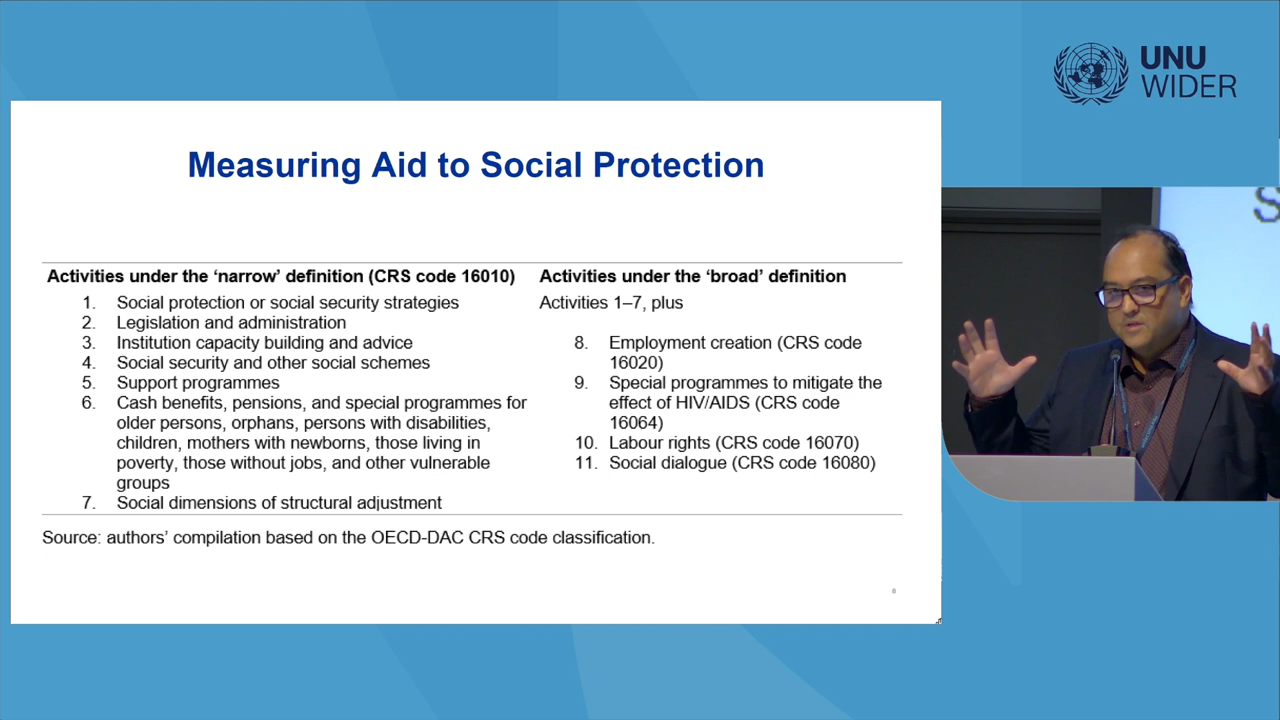 UNU
WIDER
Measuring Aid to Social Protection
Activities under the ‘narrow’ definition (CRS code 16010)
1. Social protection or social security strategies
2. Legislation and administration
3. Institution capacity building and advice
4. Social security and other social schemes
5. Support programmes
6. Cash benefits, pensions, and special programmes for
older persons, orphans, persons with disabilities,
children, mothers with newborns, those living in
poverty, those without jobs, and other vulnerable
groups
7. Social dimensions of structural adjustment
Activities under the ‘broad’ definition
Activities 1–7, plus
8. Employment creation (CRS code
16020)
9. Special programmes to mitigate the
effect of HIV/AIDS (CRS code
16064)
10. Labour rights (CRS code 16070)
11. Social dialogue (CRS code 16080)
Source: authors’ compilation based on the OECD-DAC CRS code classification.
S